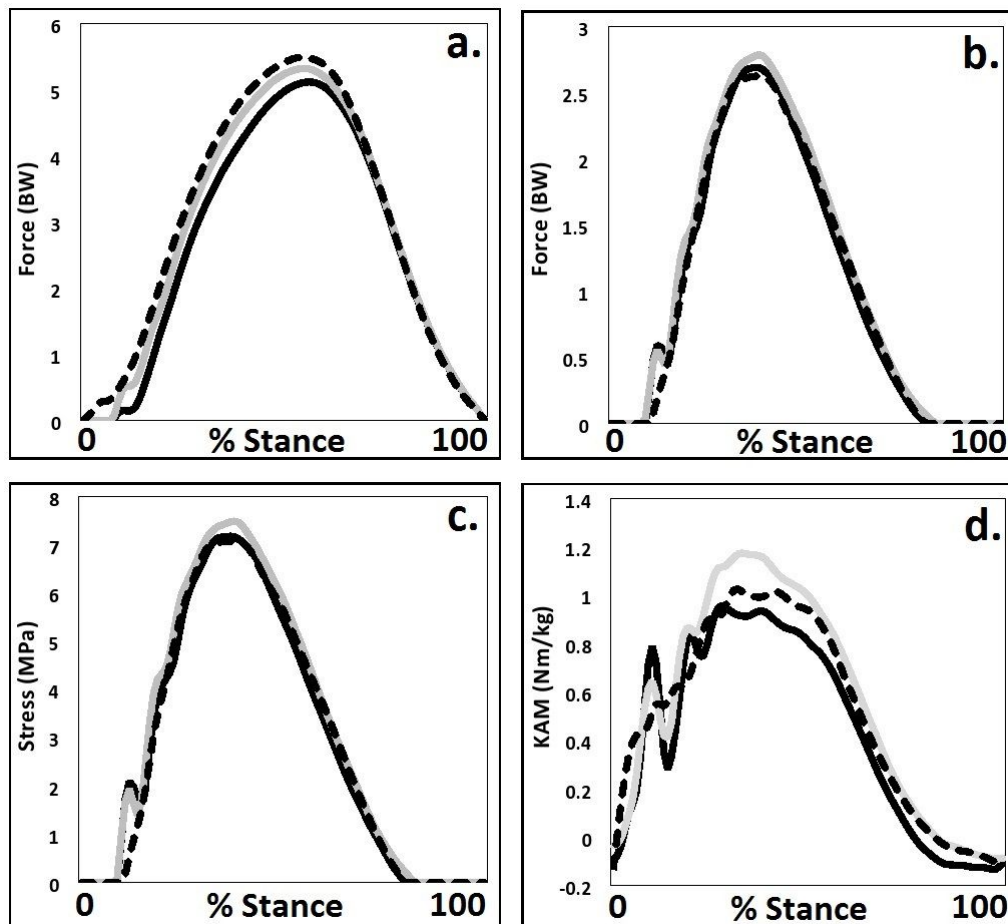 a.
6
5
4
3
2
1
0
Force (BW)
0 % Stance 100
b.
3
2.5
2
1.5
1
0.5
0
Force (BW)
0 % Stance 100
c.
8
7
6
5
4
3
2
1
0
Stress (MPa)
0 % Stance 100
d.
1.4
1.2
1
0.8
0.6
0.4
0.2
0
-0.2
KAM (Nm/kg)
0 % Stance 100